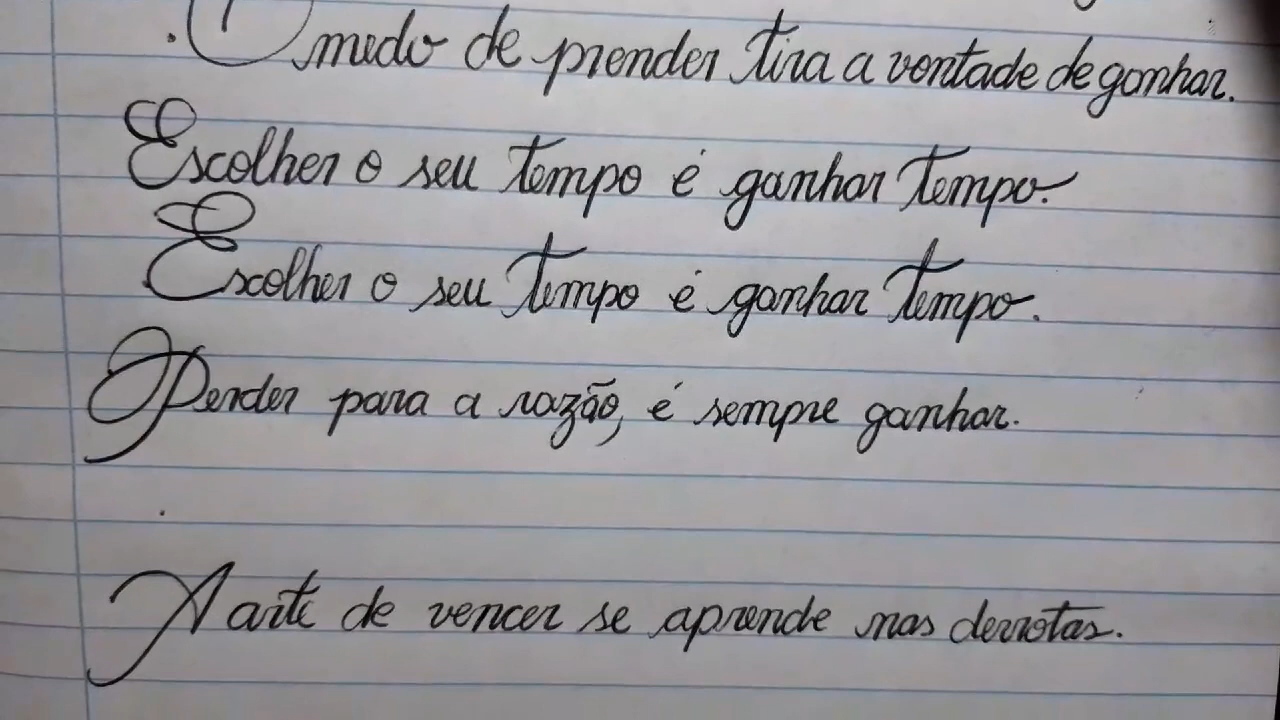 O medo de prender tira a vontade de ganhar.
Escolher o seu tempo é ganhar tempo.
Escolher o seu tempo é ganhar tempo.
Perder para a razão, é sempre ganhar.
A arte de vencer se aprende nas derrotas.